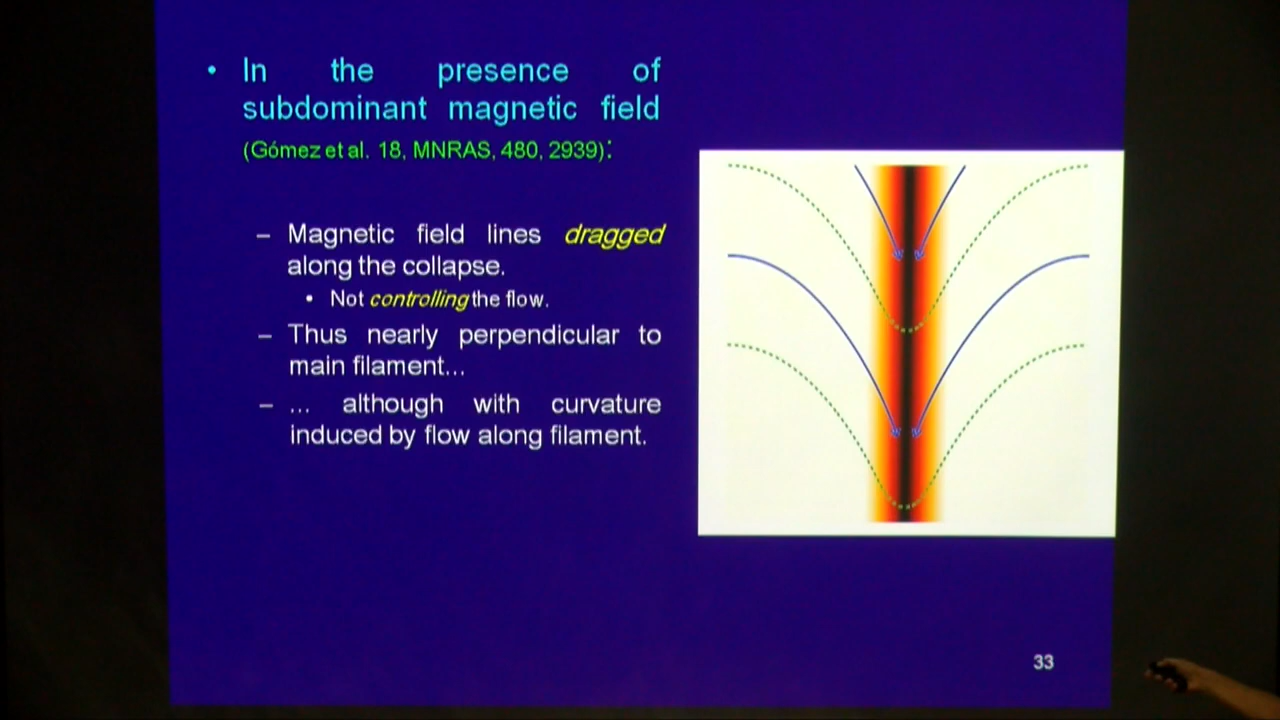 • In the presence of
subdominant magnetic field
(Gómez et al. 18, MNRAS, 480, 2939):
– Magnetic field lines dragged
along the collapse.
• Not controlling the flow.
– Thus nearly perpendicular to
main filament...
– ... although with curvature
induced by flow along filament.
33